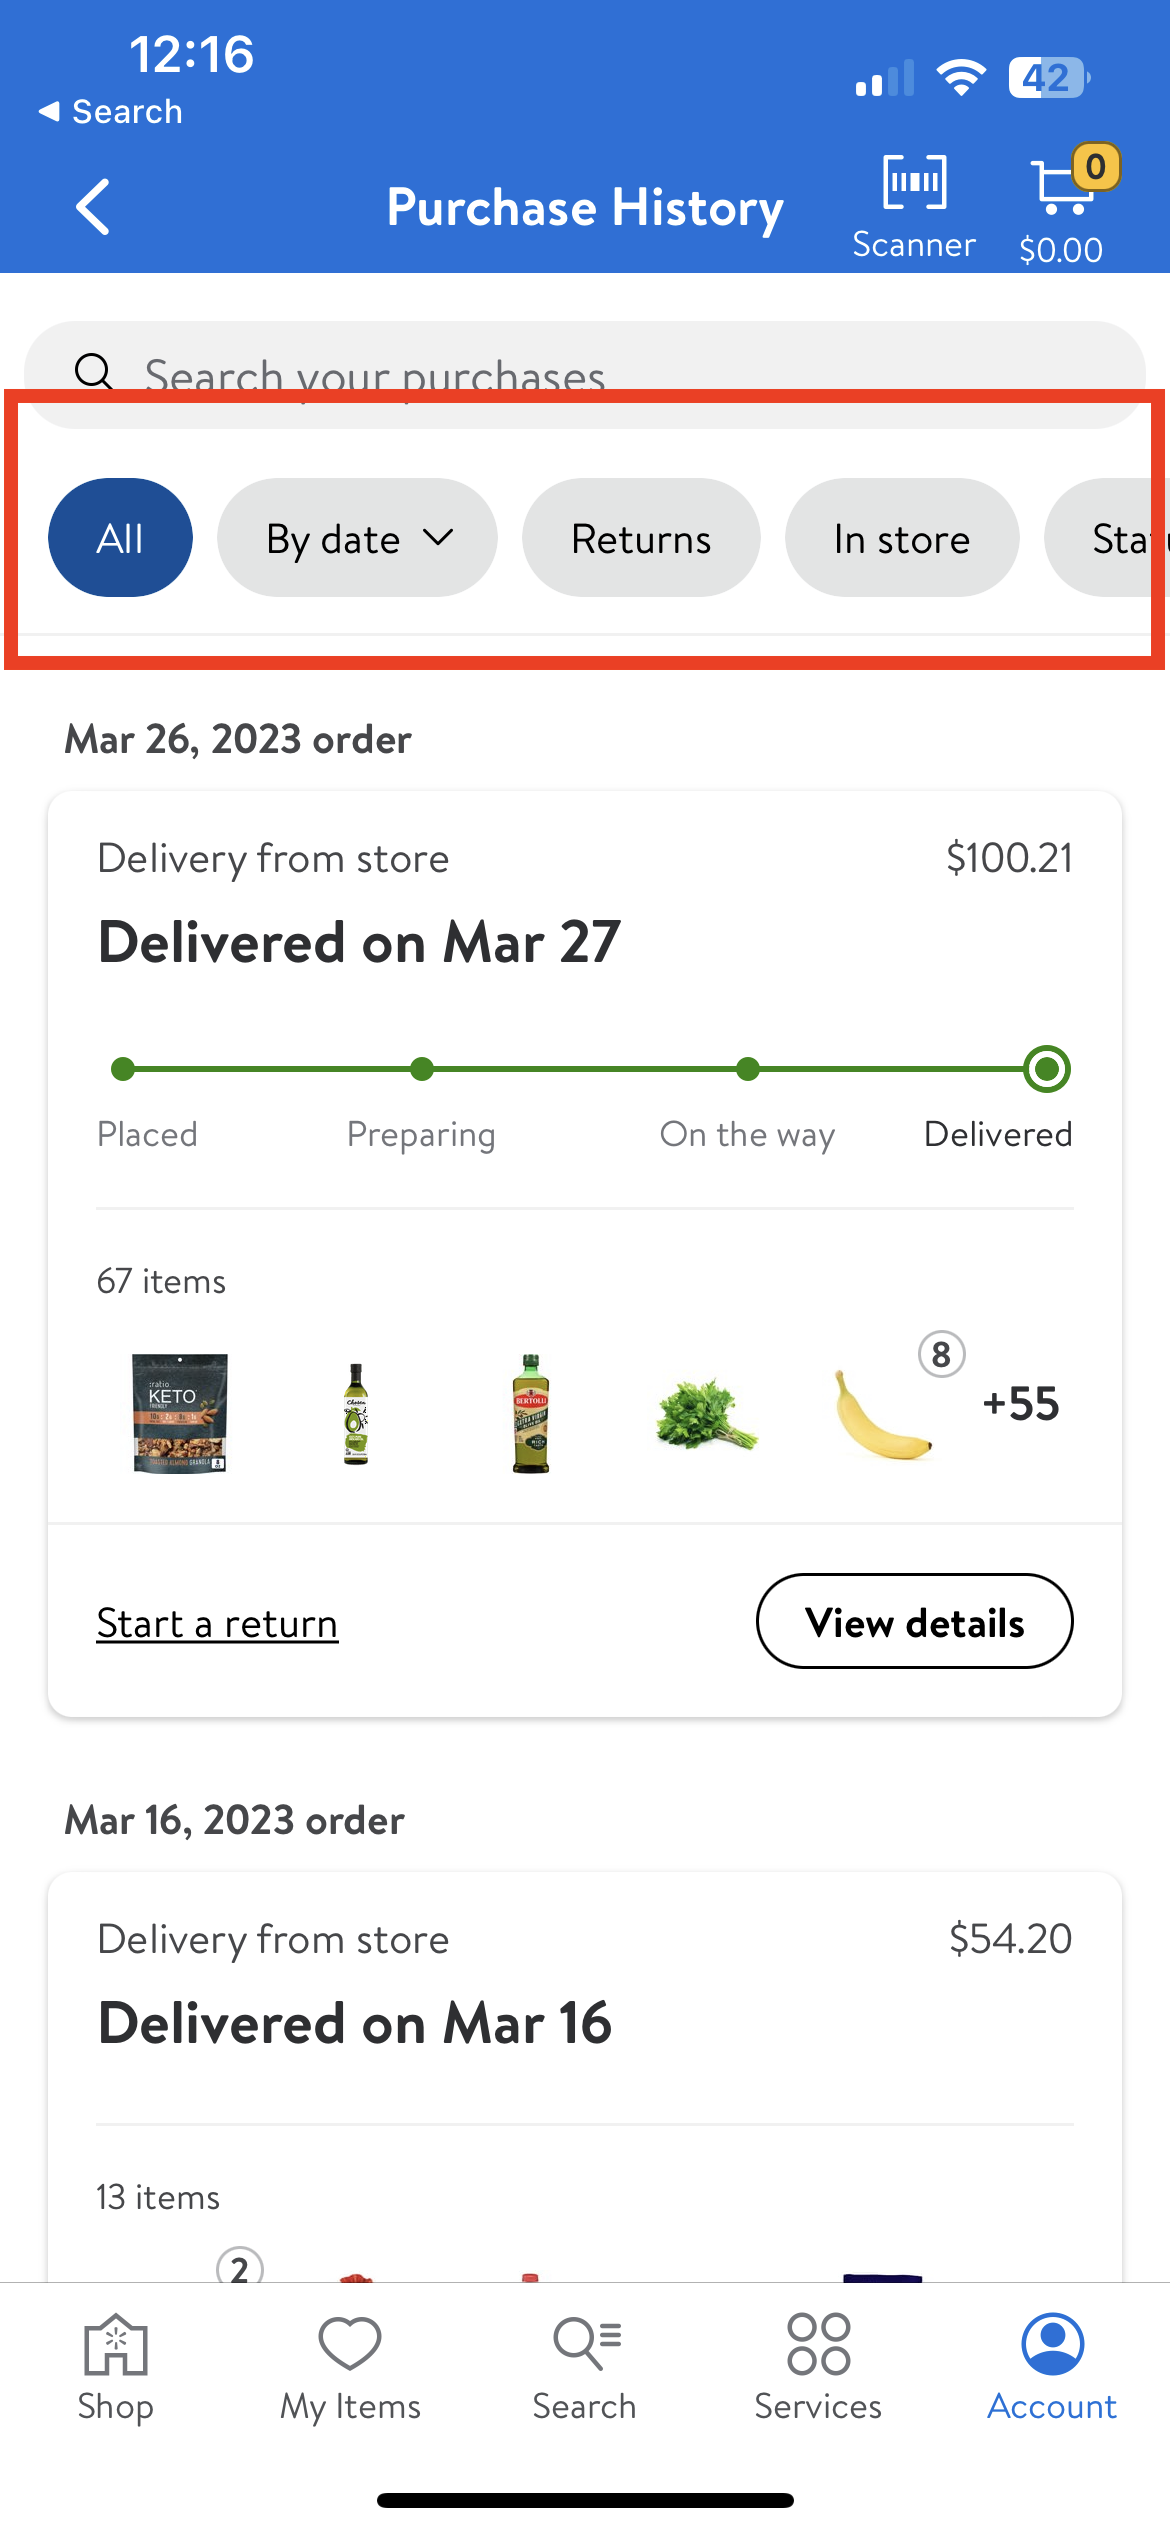 12:16
42
Search
Purchase History
0
Scanner
$0.00
Search your purchases
All
By date
Returns
In store
Mar 26, 2023 order
Delivery from store
$100.21
Delivered on Mar 27
Placed
Preparing
On the way
Delivered
67 items
:ratio
KETO
FRIENDLY
BERTOLLI
8
+55
Start a return
View details
Mar 16, 2023 order
Delivery from store
$54.20
Delivered on Mar 16
13 items
2
Shop
My Items
Search
Services
Account